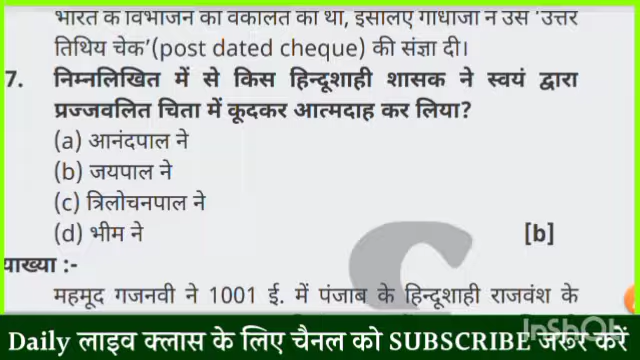 भारत के विभाजन की वकालत की थी, इसलिए गांधीजी ने उसे 'उत्तर
तिथिय चेक'(post dated cheque) की संज्ञा दी।
7. निम्नलिखित में से किस हिन्दूशाही शासक ने स्वयं द्वारा
प्रज्जवलित चिता में कूदकर आत्मदाह कर लिया?
(a) आनंदपाल ने
(b) जयपाल ने
(c) त्रिलोचनपाल ने
(d) भीम ने [b]
याख्या :-
महमूद गजनवी ने 1001 ई. में पंजाब के हिन्दूशाही राजवंश के
Daily लाइव क्लास के लिए चैनल को SUBSCRIBE जरूर करें
InShOt